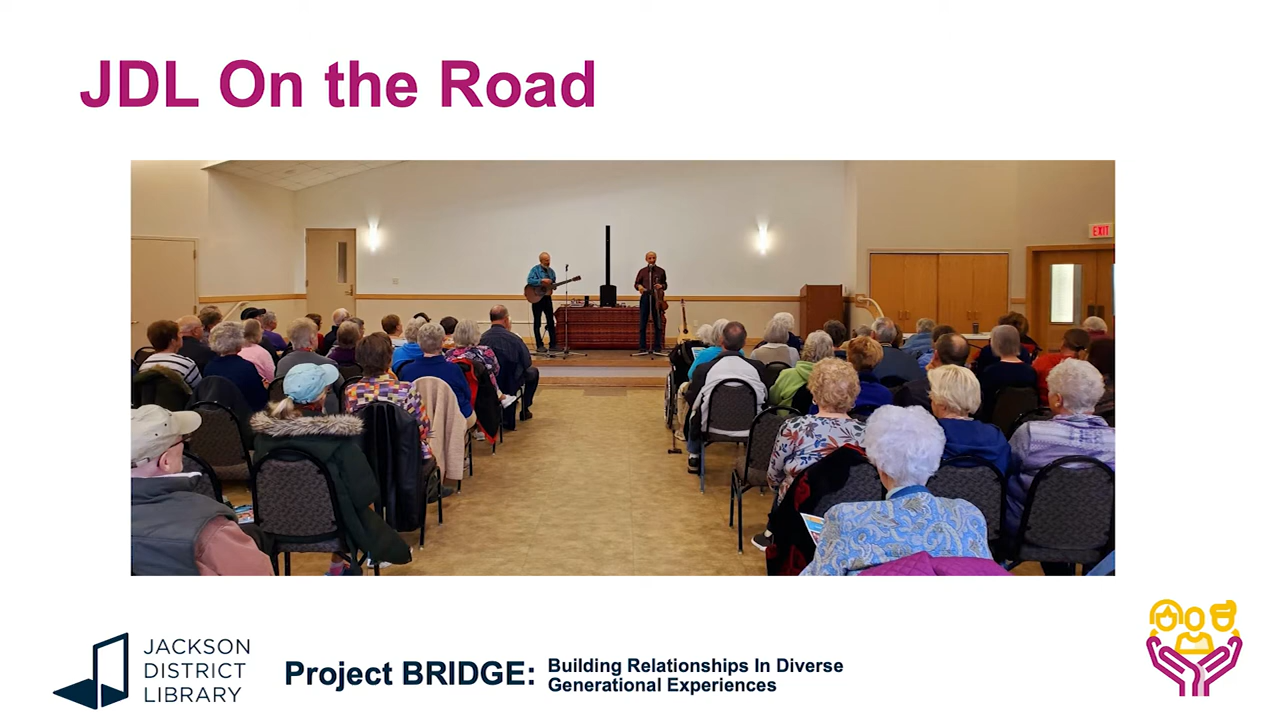 JDL On the Road
EXIT
JACKSON
DISTRICT
LIBRARY
Project BRIDGE:
Building Relationships In Diverse
Generational Experiences